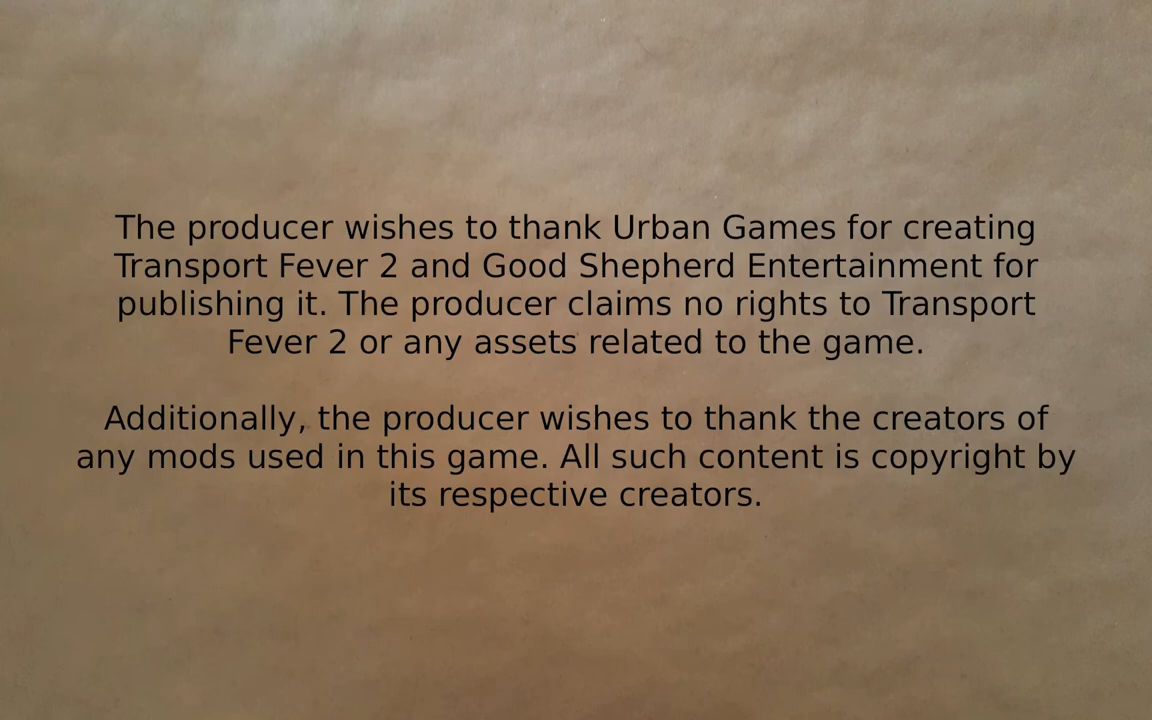 The producer wishes to thank Urban Games for creating
Transport Fever 2 and Good Shepherd Entertainment for
publishing it. The producer claims no rights to Transport
Fever 2 or any assets related to the game.
Additionally, the producer wishes to thank the creators of
any mods used in this game. All such content is copyright by
its respective creators.